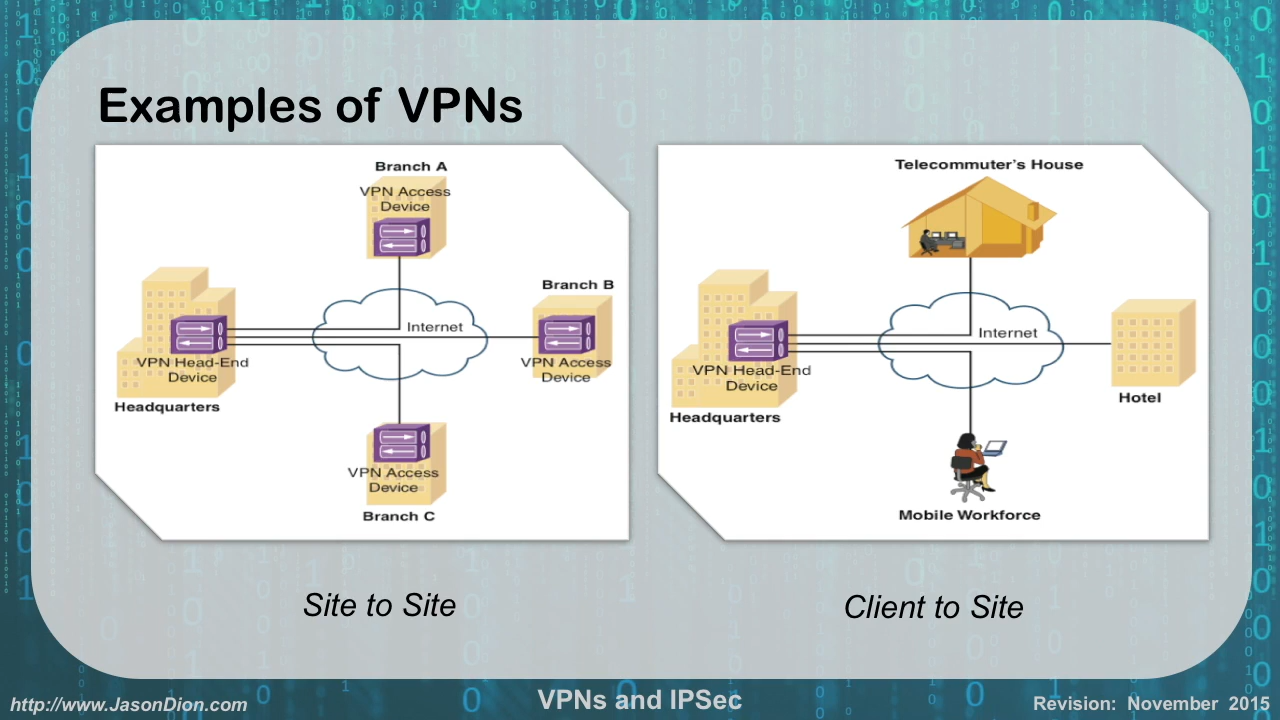 Examples of VPNs
Branch A
VPN Access
Device
Branch B
Internet
VPN Access
Device
VPN Head-End
Device
Headquarters
VPN Access
Device
Branch C
Site to Site
Telecommuter's House
Internet
VPN Head-End
Device
Headquarters
Hotel
Mobile Workforce
Client to Site
http://www.JasonDion.com
VPNs and IPSec
Revision: November 2015